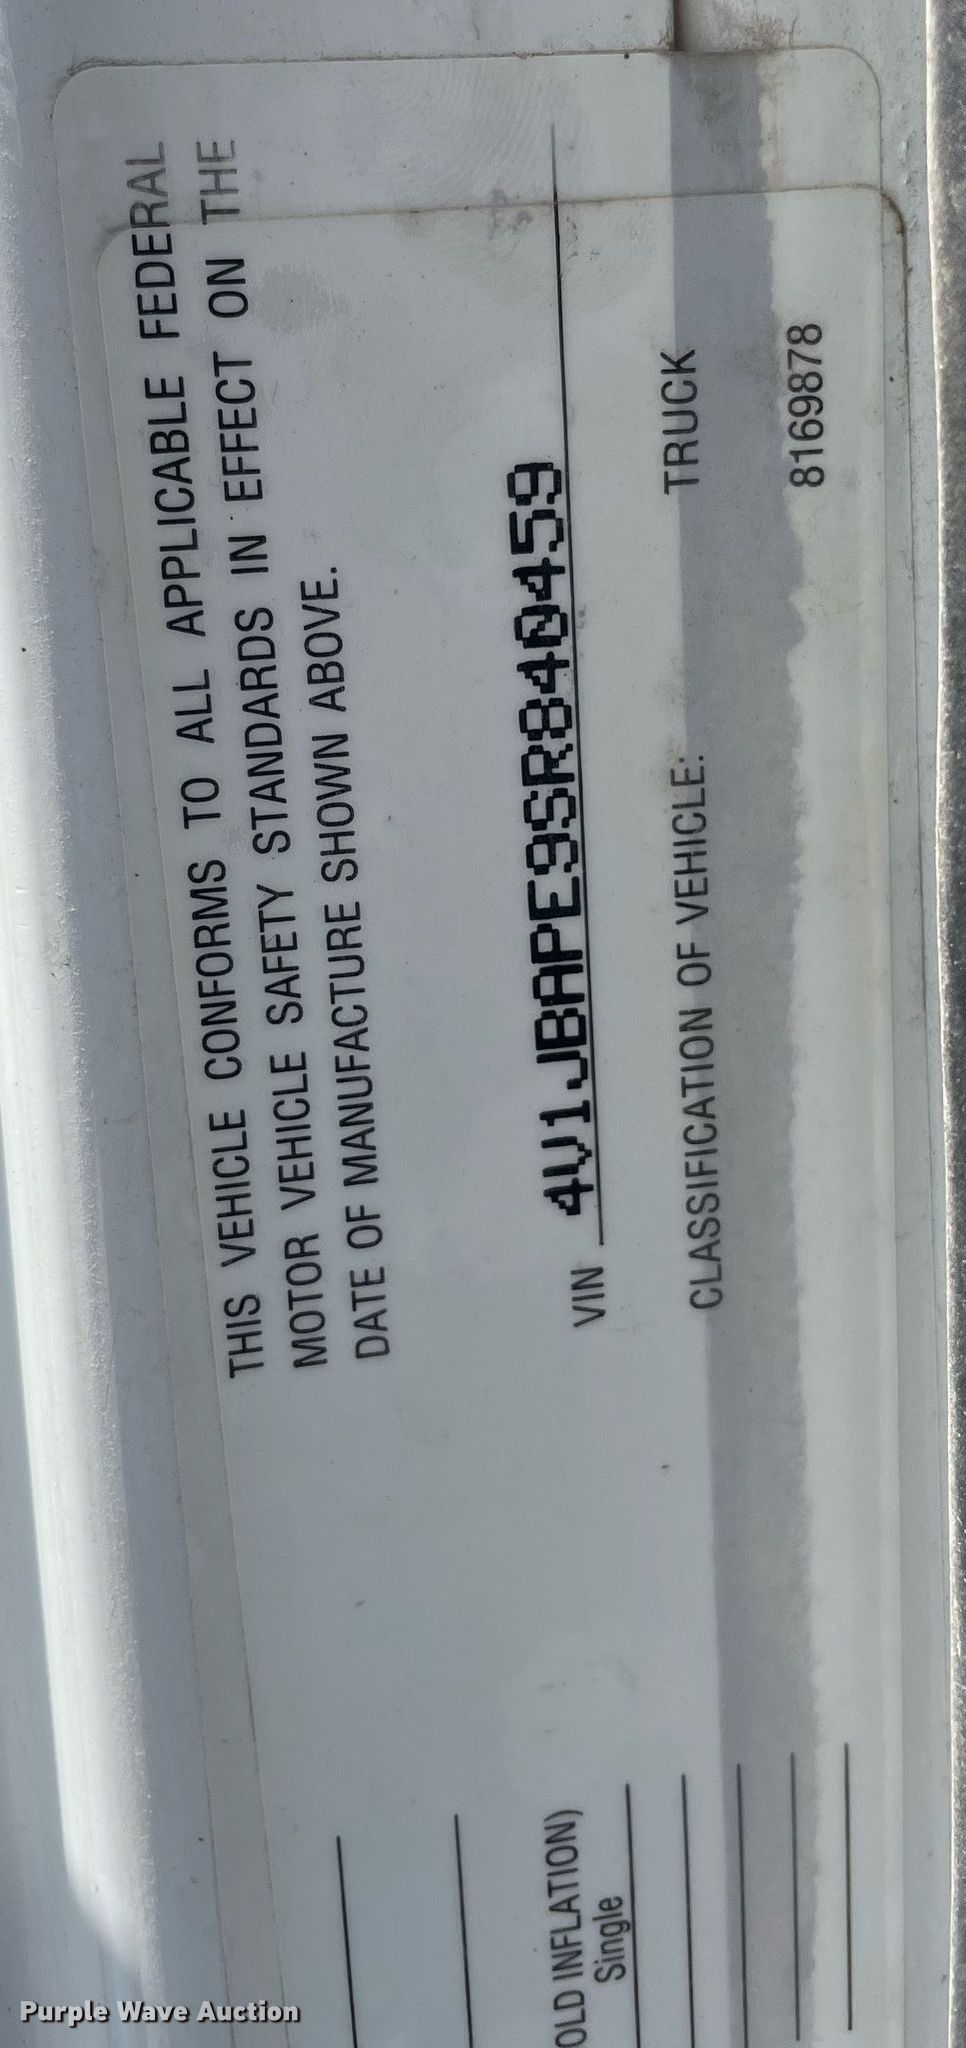 THIS VEHICLE CONFORMS TO ALL APPLICABLE FEDERAL
MOTOR VEHICLE SAFETY STANDARDS IN EFFECT ON THE
DATE OF MANUFACTURE SHOWN ABOVE.
VIN 4V1JBAPE9SR840459
CLASSIFICATION OF VEHICLE: TRUCK
8169878
OLD INFLATION)
Single
Purple Wave Auction